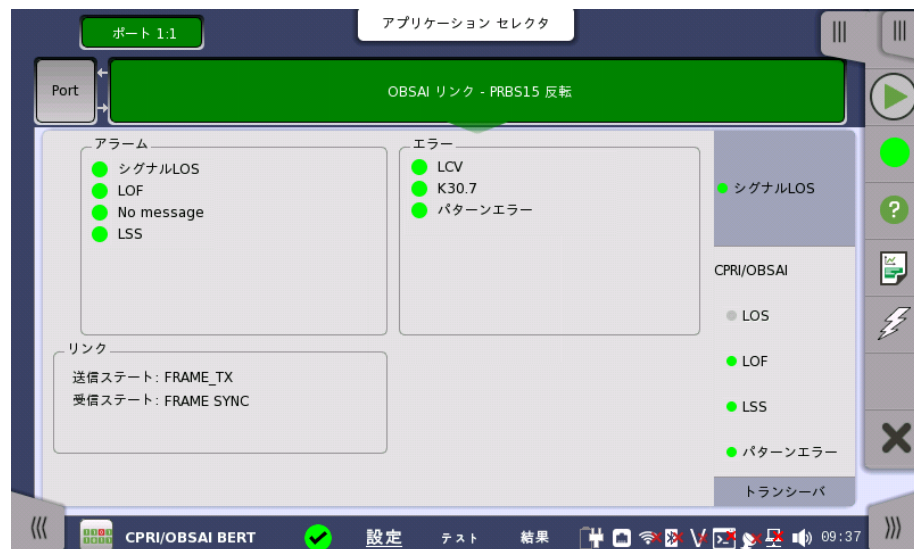 ポート 1:1
アプリケーション セレクタ
Port
OBSAI リンク - PRBS15 反転
アラーム
シグナルLOS
LOF
No message
LSS
エラー
LCV
K30.7
パターンエラー
シグナルLOS
CPRI/OBSAI
LOS
LOF
LSS
パターンエラー
トランシーバ
リンク
送信ステート: FRAME_TX
受信ステート: FRAME SYNC
CPRI/OBSAI BERT
設定
テスト
結果
09:37